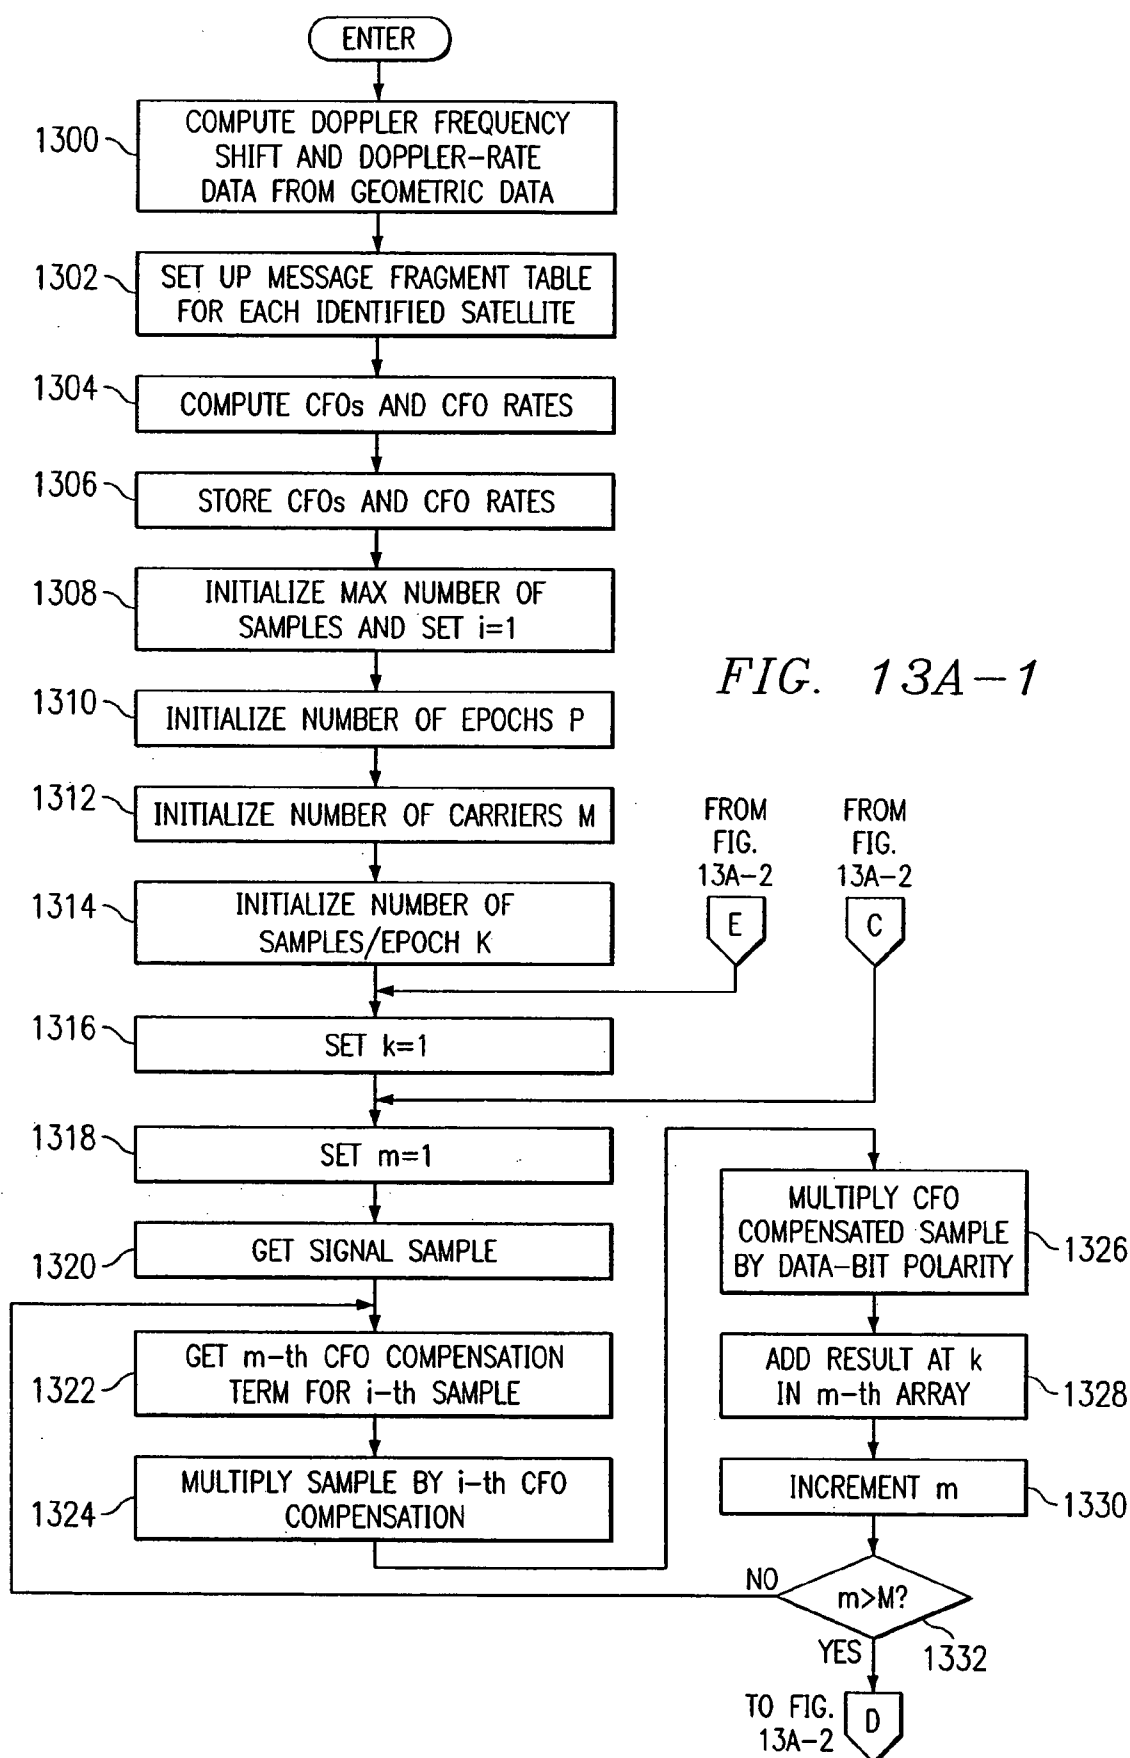 ENTER
1300
COMPUTE DOPPLER FREQUENCY
SHIFT AND DOPPLER-RATE
DATA FROM GEOMETRIC DATA
1302
SET UP MESSAGE FRAGMENT TABLE
FOR EACH IDENTIFIED SATELLITE
1304
COMPUTE CFOs AND CFO RATES
1306
STORE CFOs AND CFO RATES
1308
INITIALIZE MAX NUMBER OF
SAMPLES AND SET i=1
FIG. 13A-1
1310
INITIALIZE NUMBER OF EPOCHS P
1312
INITIALIZE NUMBER OF CARRIERS M
1314
INITIALIZE NUMBER OF
SAMPLES/EPOCH K
FROM
FIG.
13A-2
E
FROM
FIG.
13A-2
C
1316
SET k=1
1318
SET m=1
1320
GET SIGNAL SAMPLE
1322
GET m-th CFO COMPENSATION
TERM FOR i-th SAMPLE
1324
MULTIPLY SAMPLE BY i-th CFO
COMPENSATION
MULTIPLY CFO
COMPENSATED SAMPLE
BY DATA-BIT POLARITY
1326
ADD RESULT AT k
IN m-th ARRAY
1328
INCREMENT m
1330
NO
m>M?
1332
YES
TO FIG.
13A-2
D